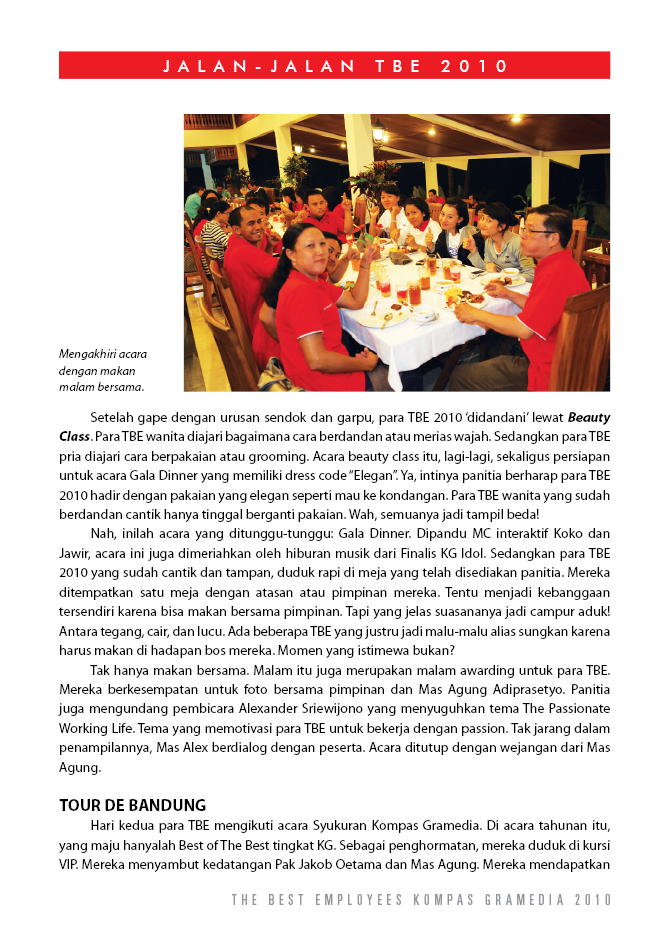 JALAN-JALAN TBE 2010
Mengakhiri acara
dengan makan
malam bersama.
Setelah gape dengan urusan sendok dan garpu, para TBE 2010 ‘didandani’ lewat Beauty
Class. Para TBE wanita diajari bagaimana cara berdandan atau merias wajah. Sedangkan para TBE
pria diajari cara berpakaian atau grooming. Acara beauty class itu, lagi-lagi, sekaligus persiapan
untuk acara Gala Dinner yang memiliki dress code “Elegan”. Ya, intinya panitia berharap para TBE
2010 hadir dengan pakaian yang elegan seperti mau ke kondangan. Para TBE wanita yang sudah
berdandan cantik hanya tinggal berganti pakaian. Wah, semuanya jadi tampil beda!
Nah, inilah acara yang ditunggu-tunggu: Gala Dinner. Dipandu MC interaktif Koko dan
Jawir, acara ini juga dimeriahkan oleh hiburan musik dari Finalis KG Idol. Sedangkan para TBE
2010 yang sudah cantik dan tampan, duduk rapi di meja yang telah disediakan panitia. Mereka
ditempatkan satu meja dengan atasan atau pimpinan mereka. Tentu menjadi kebanggaan
tersendiri karena bisa makan bersama pimpinan. Tapi yang jelas suasananya jadi campur aduk!
Antara tegang, cair, dan lucu. Ada beberapa TBE yang justru jadi malu-malu alias sungkan karena
harus makan di hadapan bos mereka. Momen yang istimewa bukan?
Tak hanya makan bersama. Malam itu juga merupakan malam awarding untuk para TBE.
Mereka berkesempatan untuk foto bersama pimpinan dan Mas Agung Adiprasetyo. Panitia
juga mengundang pembicara Alexander Sriewijono yang menyuguhkan tema The Passionate
Working Life. Tema yang memotivasi para TBE untuk bekerja dengan passion. Tak jarang dalam
penampilannya, Mas Alex berdialog dengan peserta. Acara ditutup dengan wejangan dari Mas
Agung.
TOUR DE BANDUNG
Hari kedua para TBE mengikuti acara Syukuran Kompas Gramedia. Di acara tahunan itu,
yang maju hanyalah Best of The Best tingkat KG. Sebagai penghormatan, mereka duduk di kursi
VIP. Mereka menyambut kedatangan Pak Jakob Oetama dan Mas Agung. Mereka mendapatkan
THE BEST EMPLOYEES KOMPAS GRAMEDIA 2010